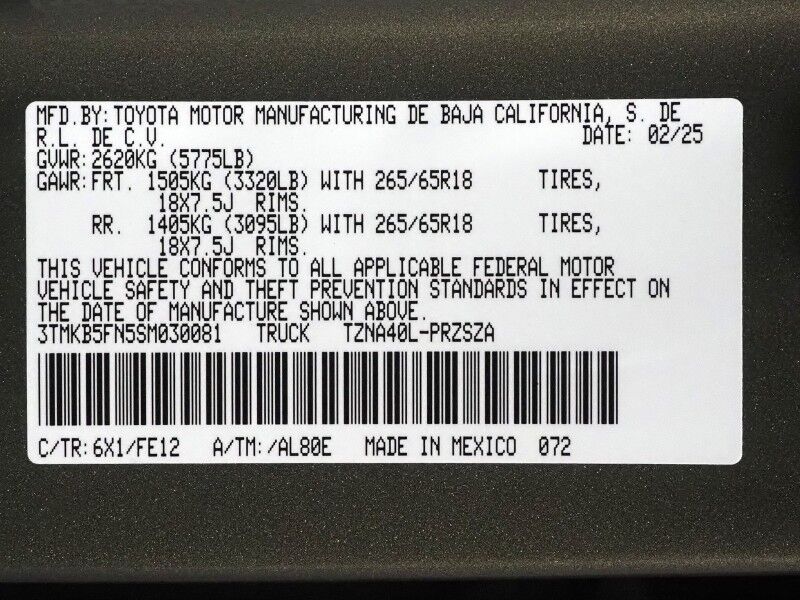 MFD.BY:TOYOTA MOTOR MANUFACTURING DE BAJA CALIFORNIA, S. DE
R.L. DE C.V. DATE: 02/25
GVWR:2620KG (5775LB)
GAWR:FRT. 1505KG (3320LB) WITH 265/65R18 TIRES,
18X7.5J RIMS.
RR. 1405KG (3095LB) WITH 265/65R18 TIRES,
18X7.5J RIMS.
THIS VEHICLE CONFORMS TO ALL APPLICABLE FEDERAL MOTOR
VEHICLE SAFETY AND THEFT PREVENTION STANDARDS IN EFFECT ON
THE DATE OF MANUFACTURE SHOWN ABOVE.
3TMKB5FN5SM030081 TRUCK TZNA40L-PRZSZA
C/TR:6X1/FE12 A/TM:/AL80E MADE IN MEXICO 072